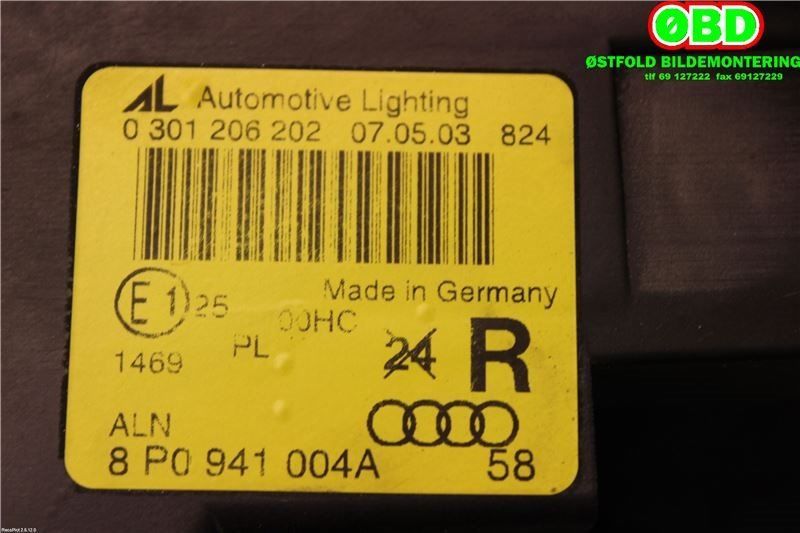 ØBD
ØSTFOLD BILDEMONTERING
tlf 69 127222 fax 69127229
AL Automotive Lighting
0 301 206 202 07.05.03 824
E1 25
Made in Germany
00HC
PL
1469
24
R
ALN
8 P0 941 004A 58